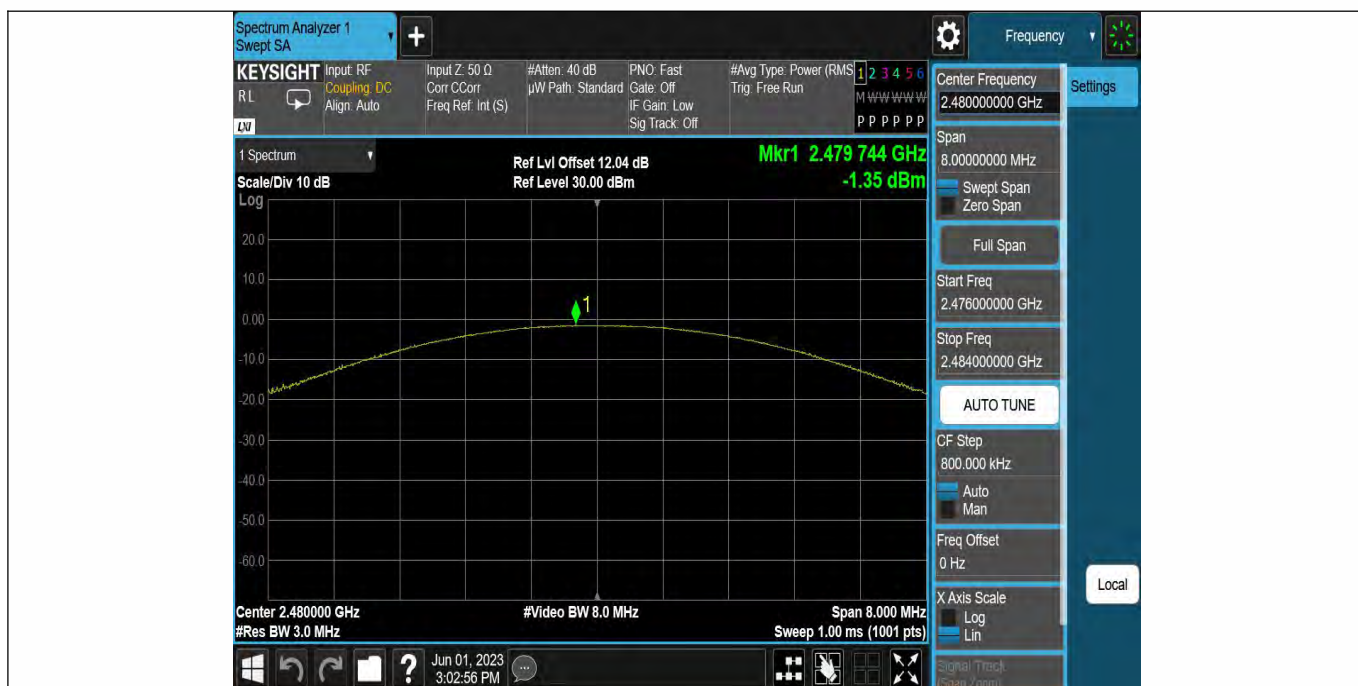 Spectrum Analyzer 1
Swept SA
+
Frequency
KEYSIGHT
RL
LXI
Input: RF
Coupling: DC
Align: Auto
Input Z: 50 Ω
Corr CCorr
Freq Ref: Int (S)
#Atten: 40 dB
µW Path: Standard
PNO: Fast
Gate: Off
IF Gain: Low
Sig Track: Off
#Avg Type: Power (RMS
Trig: Free Run
1 2 3 4 5 6
M W W W W W
P P P P P P
1 Spectrum
Scale/Div 10 dB
Log
Ref Lvl Offset 12.04 dB
Ref Level 30.00 dBm
Mkr1 2.479 744 GHz
-1.35 dBm
20.0
10.0
0.00
-10.0
-20.0
-30.0
-40.0
-50.0
-60.0
1
Center 2.480000 GHz
#Res BW 3.0 MHz
#Video BW 8.0 MHz
Span 8.000 MHz
Sweep 1.00 ms (1001 pts)
?
Jun 01, 2023
3:02:56 PM
Center Frequency
2.480000000 GHz
Settings
Span
8.00000000 MHz
Swept Span
Zero Span
Full Span
Start Freq
2.476000000 GHz
Stop Freq
2.484000000 GHz
AUTO TUNE
CF Step
800.000 kHz
Auto
Man
Freq Offset
0 Hz
X Axis Scale
Log
Lin
Local
Signal Track
(Span Zoom)